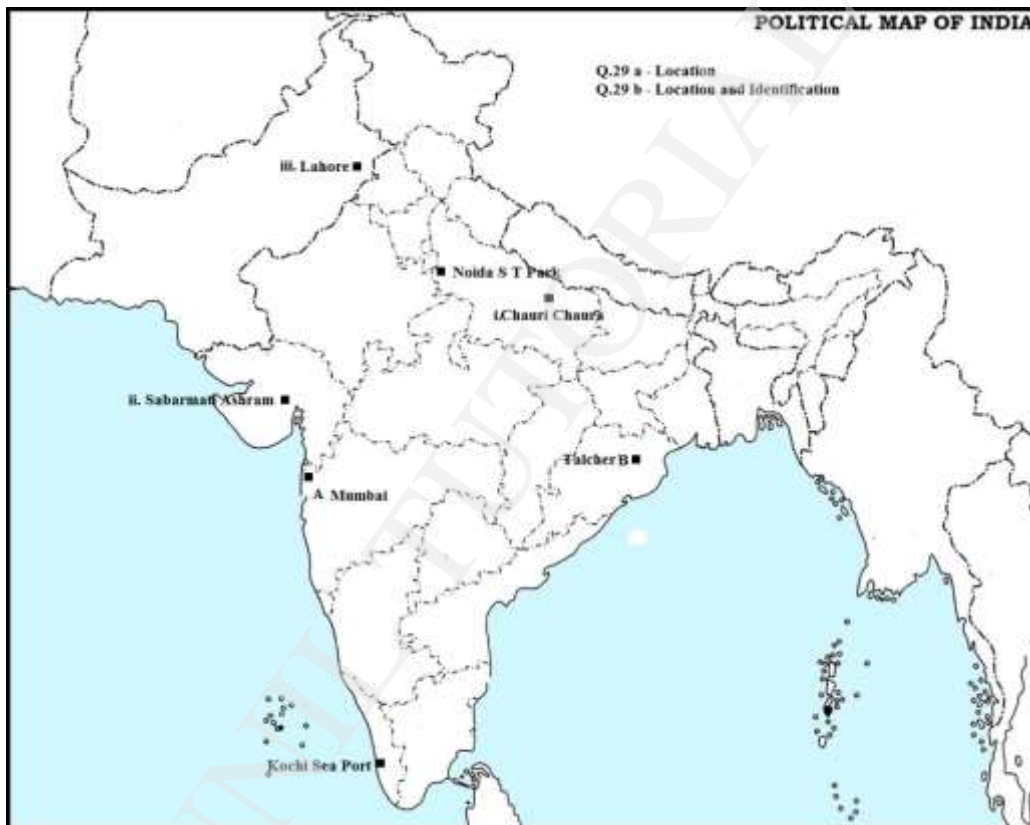 POLITICAL MAP OF INDIA
Q.29 a - Location
Q.29 b - Location and Identification
iii. Lahore
Noida S T Park
i.Chauri Chaura
ii. Sabarmati Ashram
Talcher B
A Mumbai
Kochi Sea Port